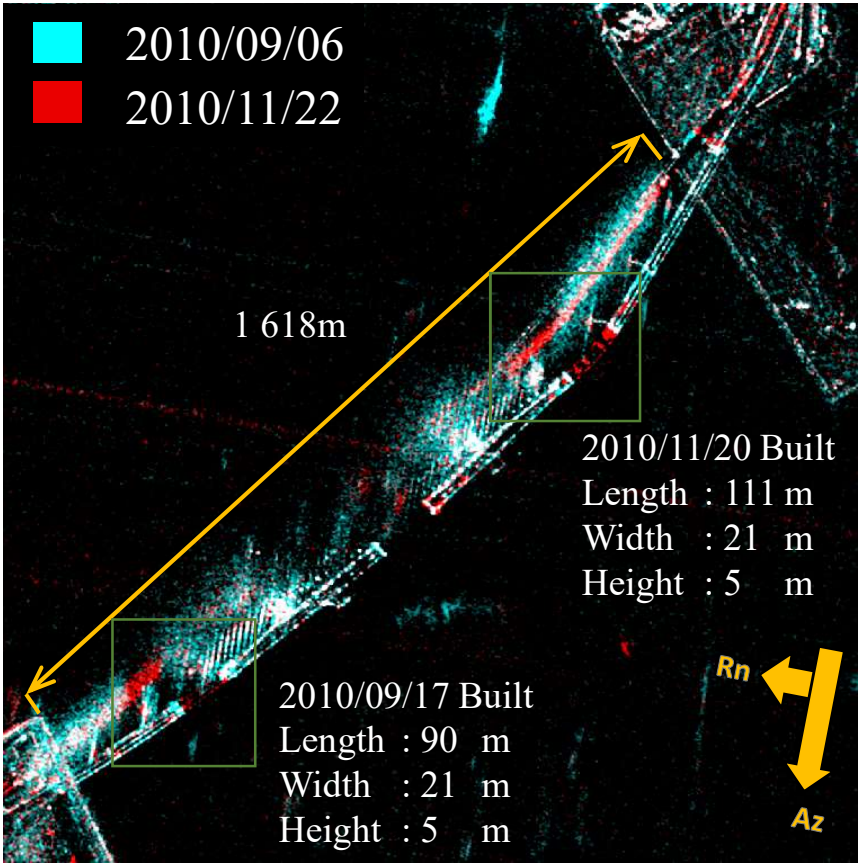 2010/09/06
2010/11/22
1 618m
2010/11/20 Built
Length : 111 m
Width : 21 m
Height : 5 m
Rn
2010/09/17 Built
Length : 90 m
Width : 21 m
Height : 5 m
Az